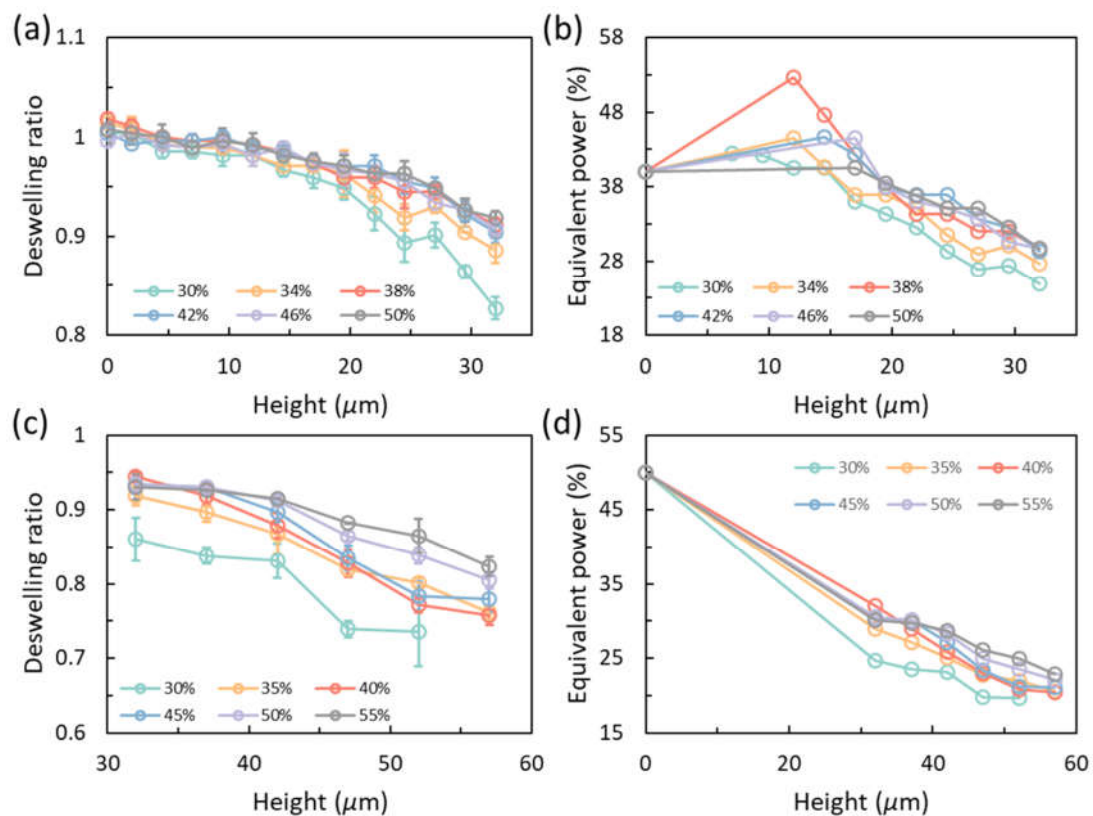 (a)
1.1
1
0.9
0.8
Deswelling ratio
30% 34% 38%
42% 46% 50%
0 10 20 30
Height (μm)
(b)
58
48
38
28
18
Equivalent power (%)
30% 34% 38%
42% 46% 50%
0 10 20 30
Height (μm)
(c)
1
0.9
0.8
0.7
0.6
Deswelling ratio
30% 35% 40%
45% 50% 55%
30 40 50 60
Height (μm)
(d)
55
45
35
25
15
Equivalent power (%)
30% 35% 40%
45% 50% 55%
0 20 40 60
Height (μm)